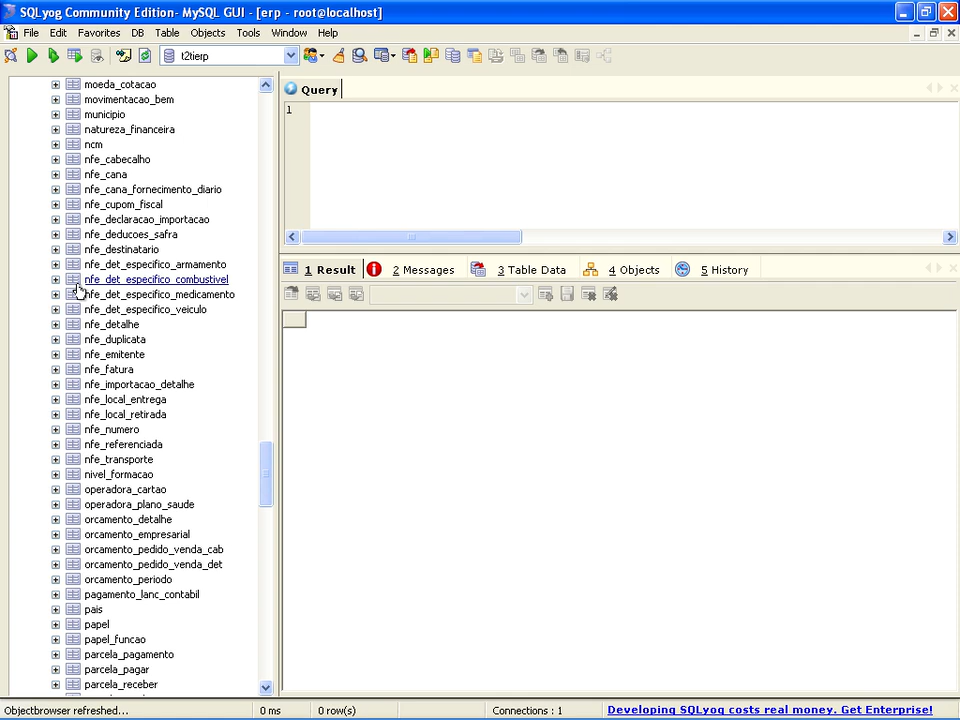 SQLyog Community Edition- MySQL GUI - [erp - root@localhost]
File Edit Favorites DB Table Objects Tools Window Help
t2tierp
moeda_cotacao
movimentacao_bem
municipio
natureza_financeira
ncm
nfe_cabecalho
nfe_cana
nfe_cana_fornecimento_diario
nfe_cupom_fiscal
nfe_declaracao_importacao
nfe_deducoes_safra
nfe_destinatario
nfe_det_especifico_armamento
nfe_det_especifico_combustivel
nfe_det_especifico_medicamento
nfe_det_especifico_veiculo
nfe_detalhe
nfe_duplicata
nfe_emitente
nfe_fatura
nfe_importacao_detalhe
nfe_local_entrega
nfe_local_retirada
nfe_numero
nfe_referenciada
nfe_transporte
nivel_formacao
operadora_cartao
operadora_plano_saude
orcamento_detalhe
orcamento_empresarial
orcamento_pedido_venda_cab
orcamento_pedido_venda_det
orcamento_periodo
pagamento_lanc_contabil
pais
papel
papel_funcao
parcela_pagamento
parcela_pagar
parcela_receber
Query
1
1 Result 2 Messages 3 Table Data 4 Objects 5 History
Objectbrowser refreshed... 0 ms 0 row(s) Connections : 1 Developing SQLyog costs real money. Get Enterprise!